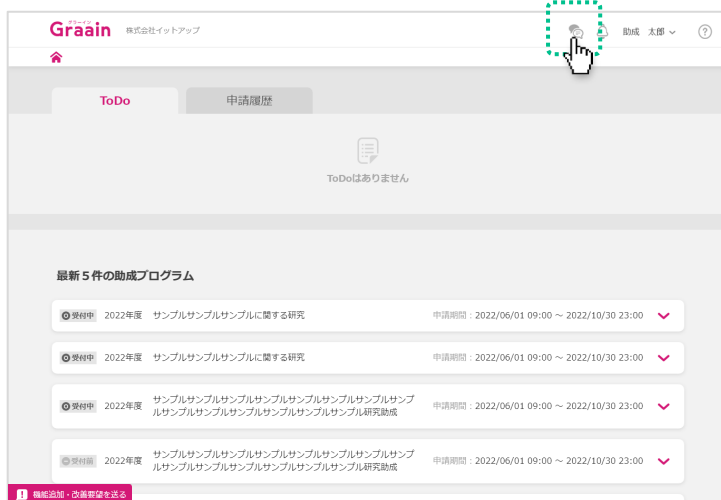 グラーイン
Graain 株式会社イットアップ
助成 太郎 ?
ToDo 申請履歴
ToDoはありません
最新5件の助成プログラム
受付中 2022年度 サンプルサンプルサンプルに関する研究 申請期間：2022/06/01 09:00 ～ 2022/10/30 23:00
受付中 2022年度 サンプルサンプルサンプルに関する研究 申請期間：2022/06/01 09:00 ～ 2022/10/30 23:00
受付中 2022年度 サンプルサンプルサンプルサンプルサンプルサンプルサンプルサンプ
ルサンプルサンプルサンプルサンプルサンプルサンプル研究助成 申請期間：2022/06/01 09:00 ～ 2022/10/30 23:00
受付前 2022年度 サンプルサンプルサンプルサンプルサンプルサンプルサンプルサンプ
ルサンプルサンプルサンプルサンプルサンプルサンプル研究助成 申請期間：2022/06/01 09:00 ～ 2022/10/30 23:00
! 機能追加・改善要望を送る